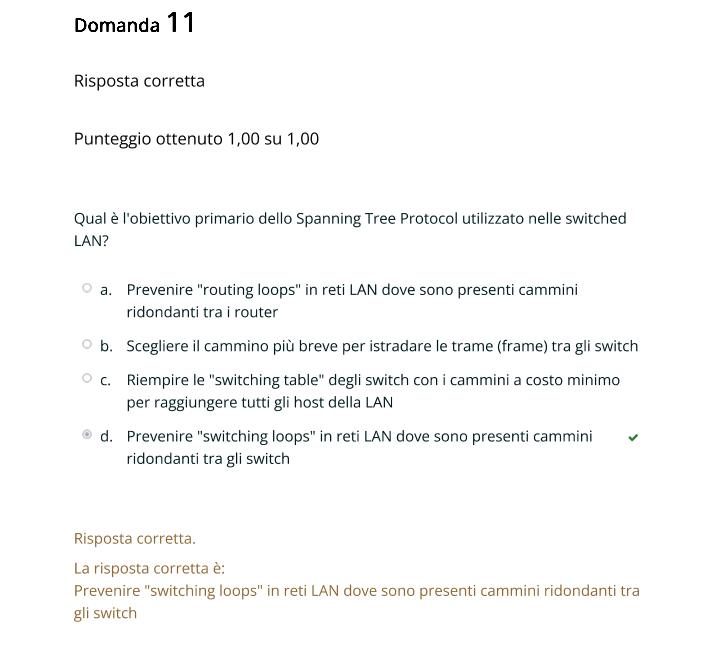 Domanda 11
Risposta corretta
Punteggio ottenuto 1,00 su 1,00
Qual è l'obiettivo primario dello Spanning Tree Protocol utilizzato nelle switched
LAN?
a. Prevenire "routing loops" in reti LAN dove sono presenti cammini
ridondanti tra i router
b. Scegliere il cammino più breve per istradare le trame (frame) tra gli switch
c. Riempire le "switching table" degli switch con i cammini a costo minimo
per raggiungere tutti gli host della LAN
d. Prevenire "switching loops" in reti LAN dove sono presenti cammini
ridondanti tra gli switch
Risposta corretta.
La risposta corretta è:
Prevenire "switching loops" in reti LAN dove sono presenti cammini ridondanti tra
gli switch